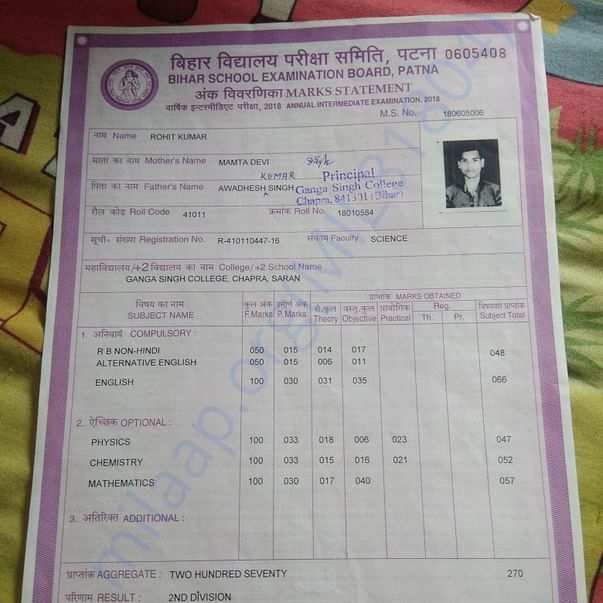 बिहार विद्यालय परीक्षा समिति, पटना 0605408
BIHAR SCHOOL EXAMINATION BOARD, PATNA
अंक विवरणिका MARKS STATEMENT
वार्षिक इन्टरमीडिएट परीक्षा, 2018 ANNUAL INTERMEDIATE EXAMINATION, 2018
M.S. No. 180605006
नाम Name ROHIT KUMAR
माता का नाम Mother's Name MAMTA DEVI
KUMAR Principal
पिता का नाम Father's Name AWADHESH SINGH Ganga Singh College
Chapra, 841301 (Bihar)
रौल कोड Roll Code 41011 क्रमांक Roll No. 18010584
सूची॰ संख्या Registration No. R-410110447-16 संकाय Faculty SCIENCE
महाविद्यालय/+2 विद्यालय का नाम College/ +2 School Name
GANGA SINGH COLLEGE, CHAPRA, SARAN
विषय का नाम SUBJECT NAME कुल अंक F.Marks उत्तीर्ण अंक P.Marks प्राप्तांक MARKS OBTAINED
सै.कुल Theory वस्तु.कुल Objective प्रायोगिक Practical Reg. Th. Pr. विषयवार प्राप्तांक Subject Total
1. अनिवार्य COMPULSORY :
R B NON-HINDI 050 015 014 017 048
ALTERNATIVE ENGLISH 050 015 006 011
ENGLISH 100 030 031 035 066
2. ऐच्छिक OPTIONAL :
PHYSICS 100 033 018 006 023 047
CHEMISTRY 100 033 015 016 021 052
MATHEMATICS 100 030 017 040 057
3. अतिरिक्त ADDITIONAL :
प्राप्तांक AGGREGATE : TWO HUNDRED SEVENTY 270
परिणाम RESULT : 2ND DIVISION